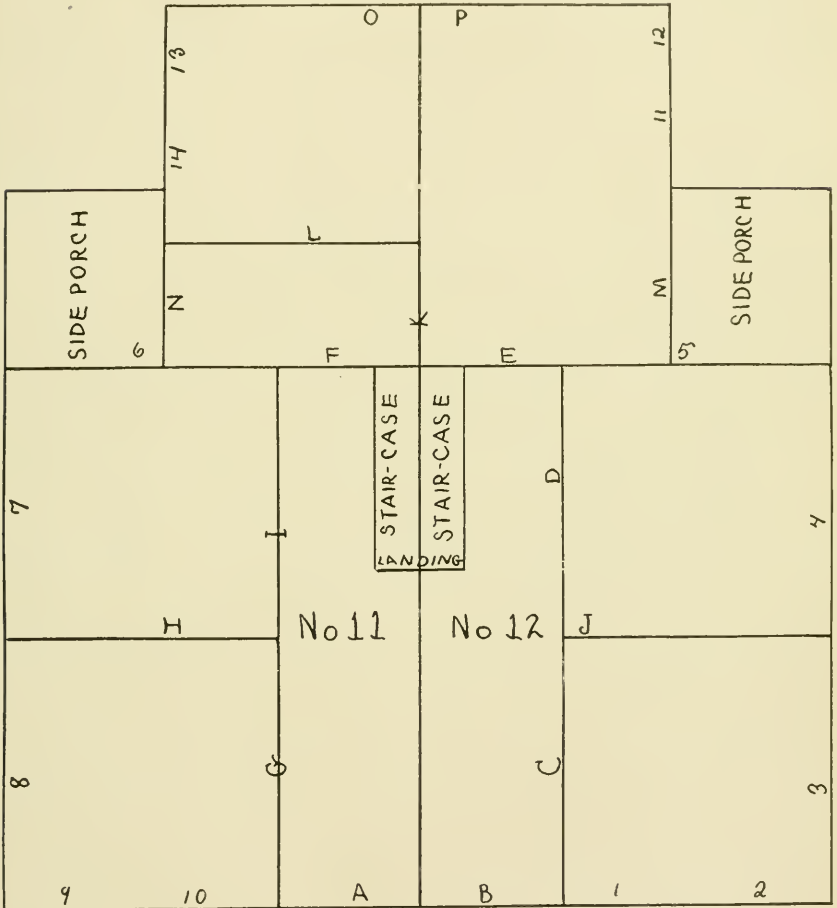 O P
13
12
14
11
SIDE PORCH
SIDE PORCH
L
N
K
M
6
F
E
5
STAIR-CASE
STAIR-CASE
7
I
D
4
LANDING
H
No 11
No 12
J
8
G
C
3
9 10 A B 1 2